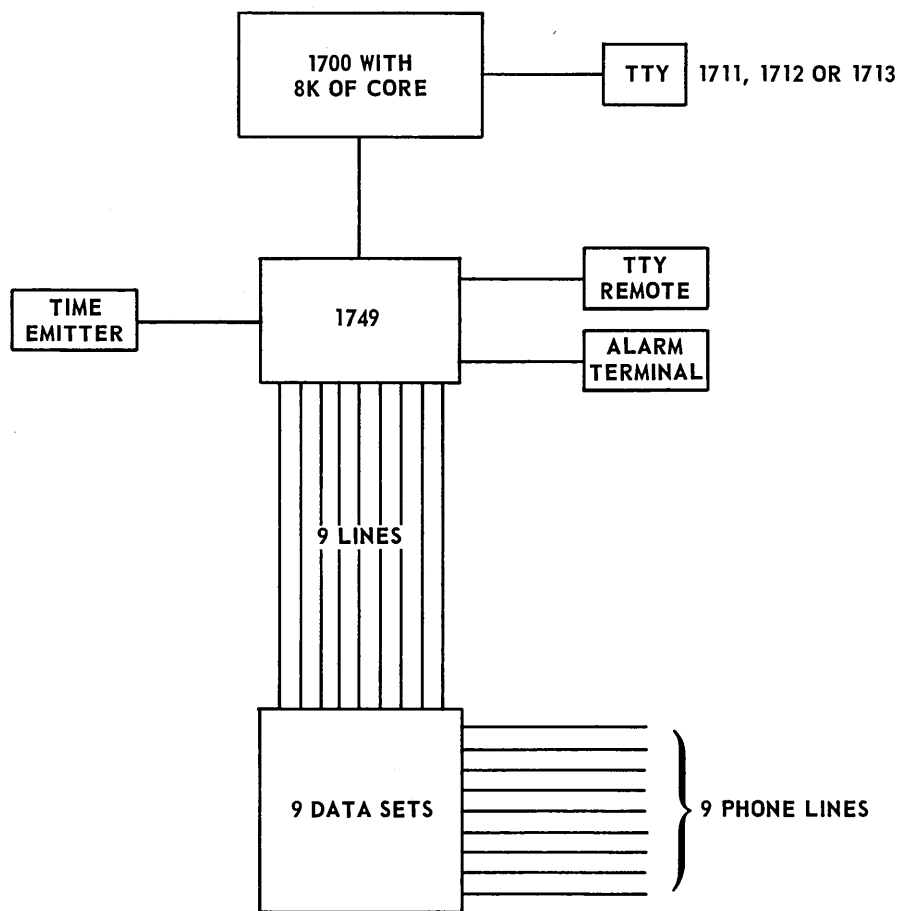 1700 WITH
8K OF CORE
TTY
1711, 1712 OR 1713
TTY
REMOTE
TIME
EMITTER
1749
ALARM
TERMINAL
9 LINES
9 DATA SETS
9 PHONE LINES